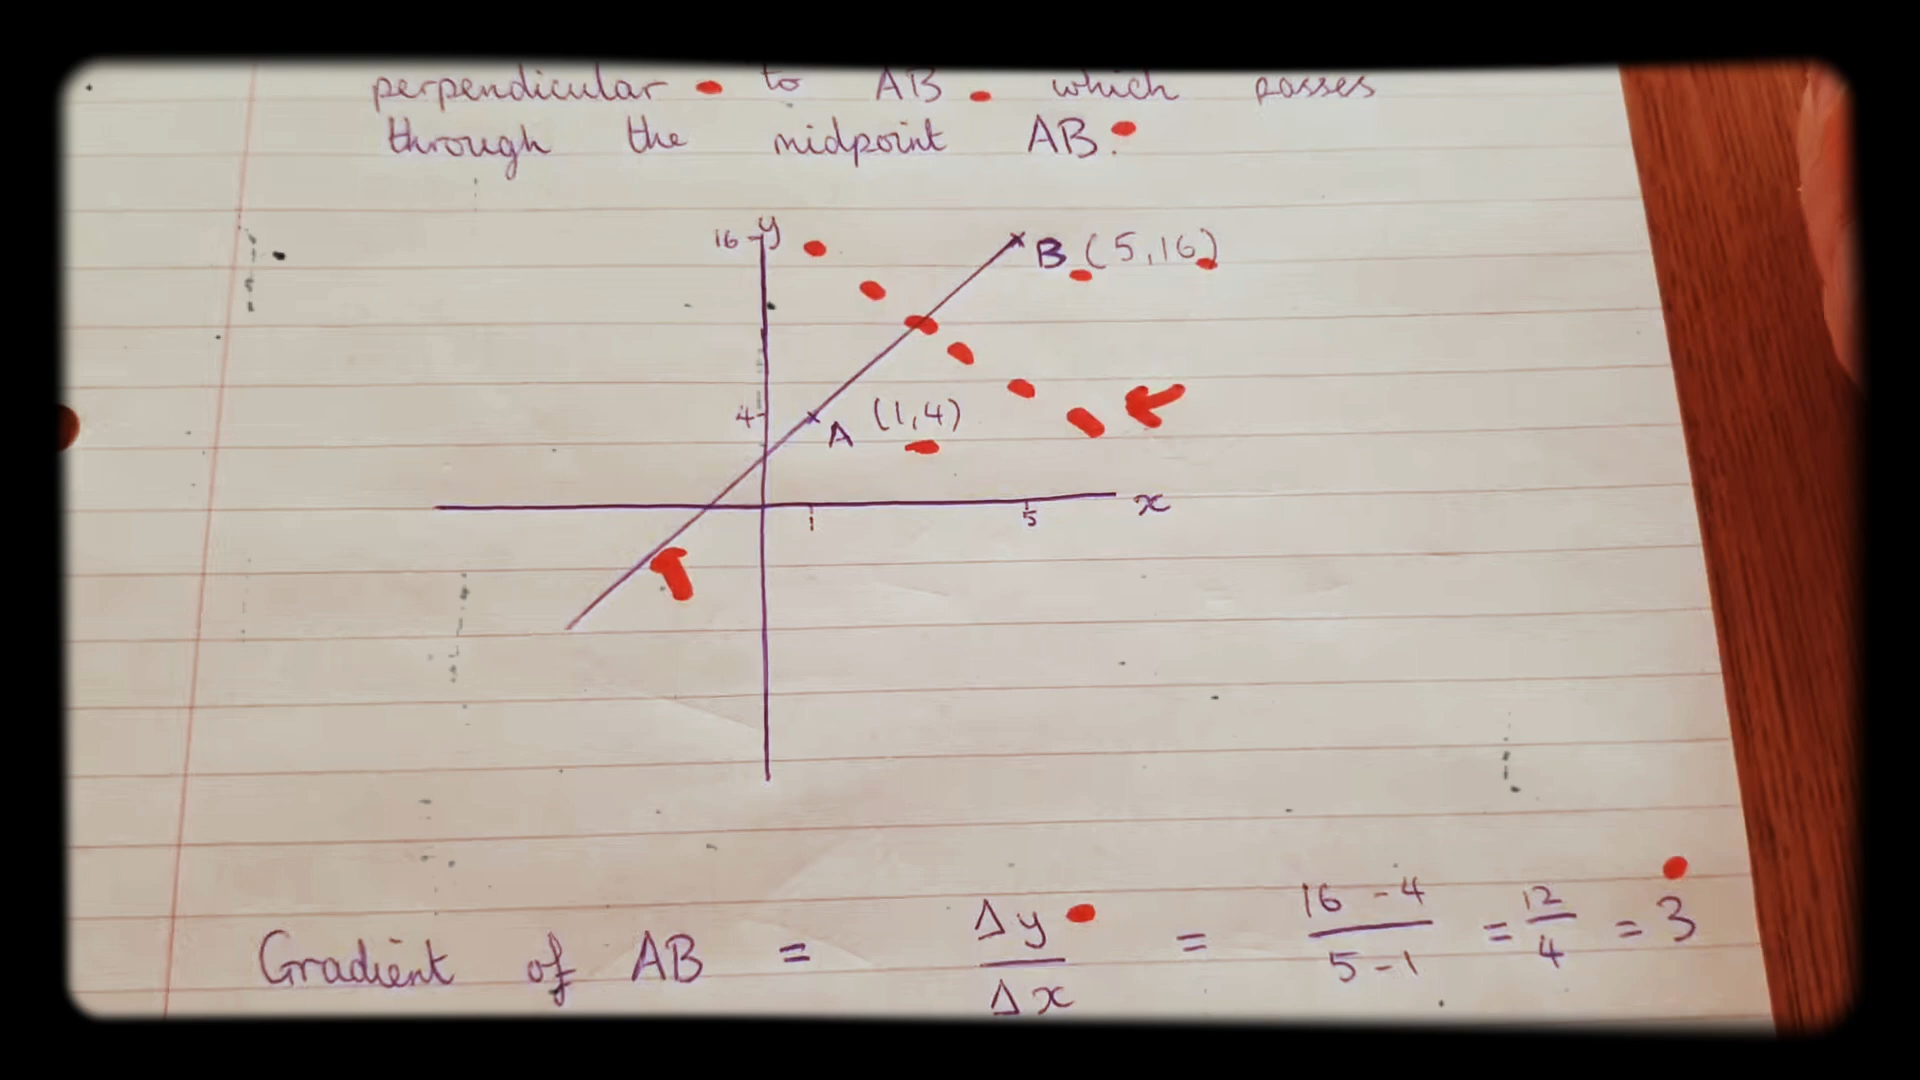 perpendicular to AB which passes
through the midpoint AB.
y
16
B (5,16)
4
A (1,4)
1
5
x
Gradient of AB = Δy/Δx = 16-4/5-1 = 12/4 = 3